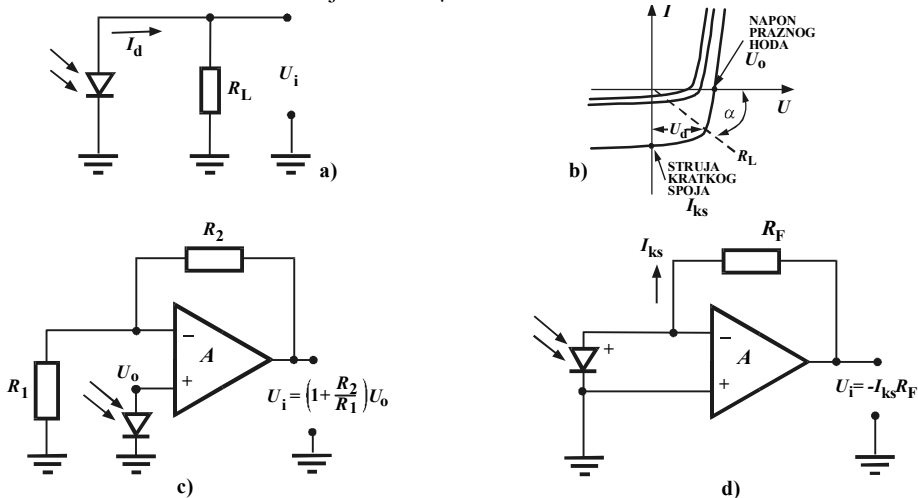 I_d
R_L
U_i
a)
I
NAPON
PRAZNOG
HODA
U_o
U
α
U_d
R_L
STRUJA
KRATKOG
SPOJA
I_ks
b)
R_2
R_1
U_o
−
+
A
U_i = (1+R_2/R_1)U_o
c)
R_F
I_ks
+
−
+
A
U_i= -I_ks R_F
d)